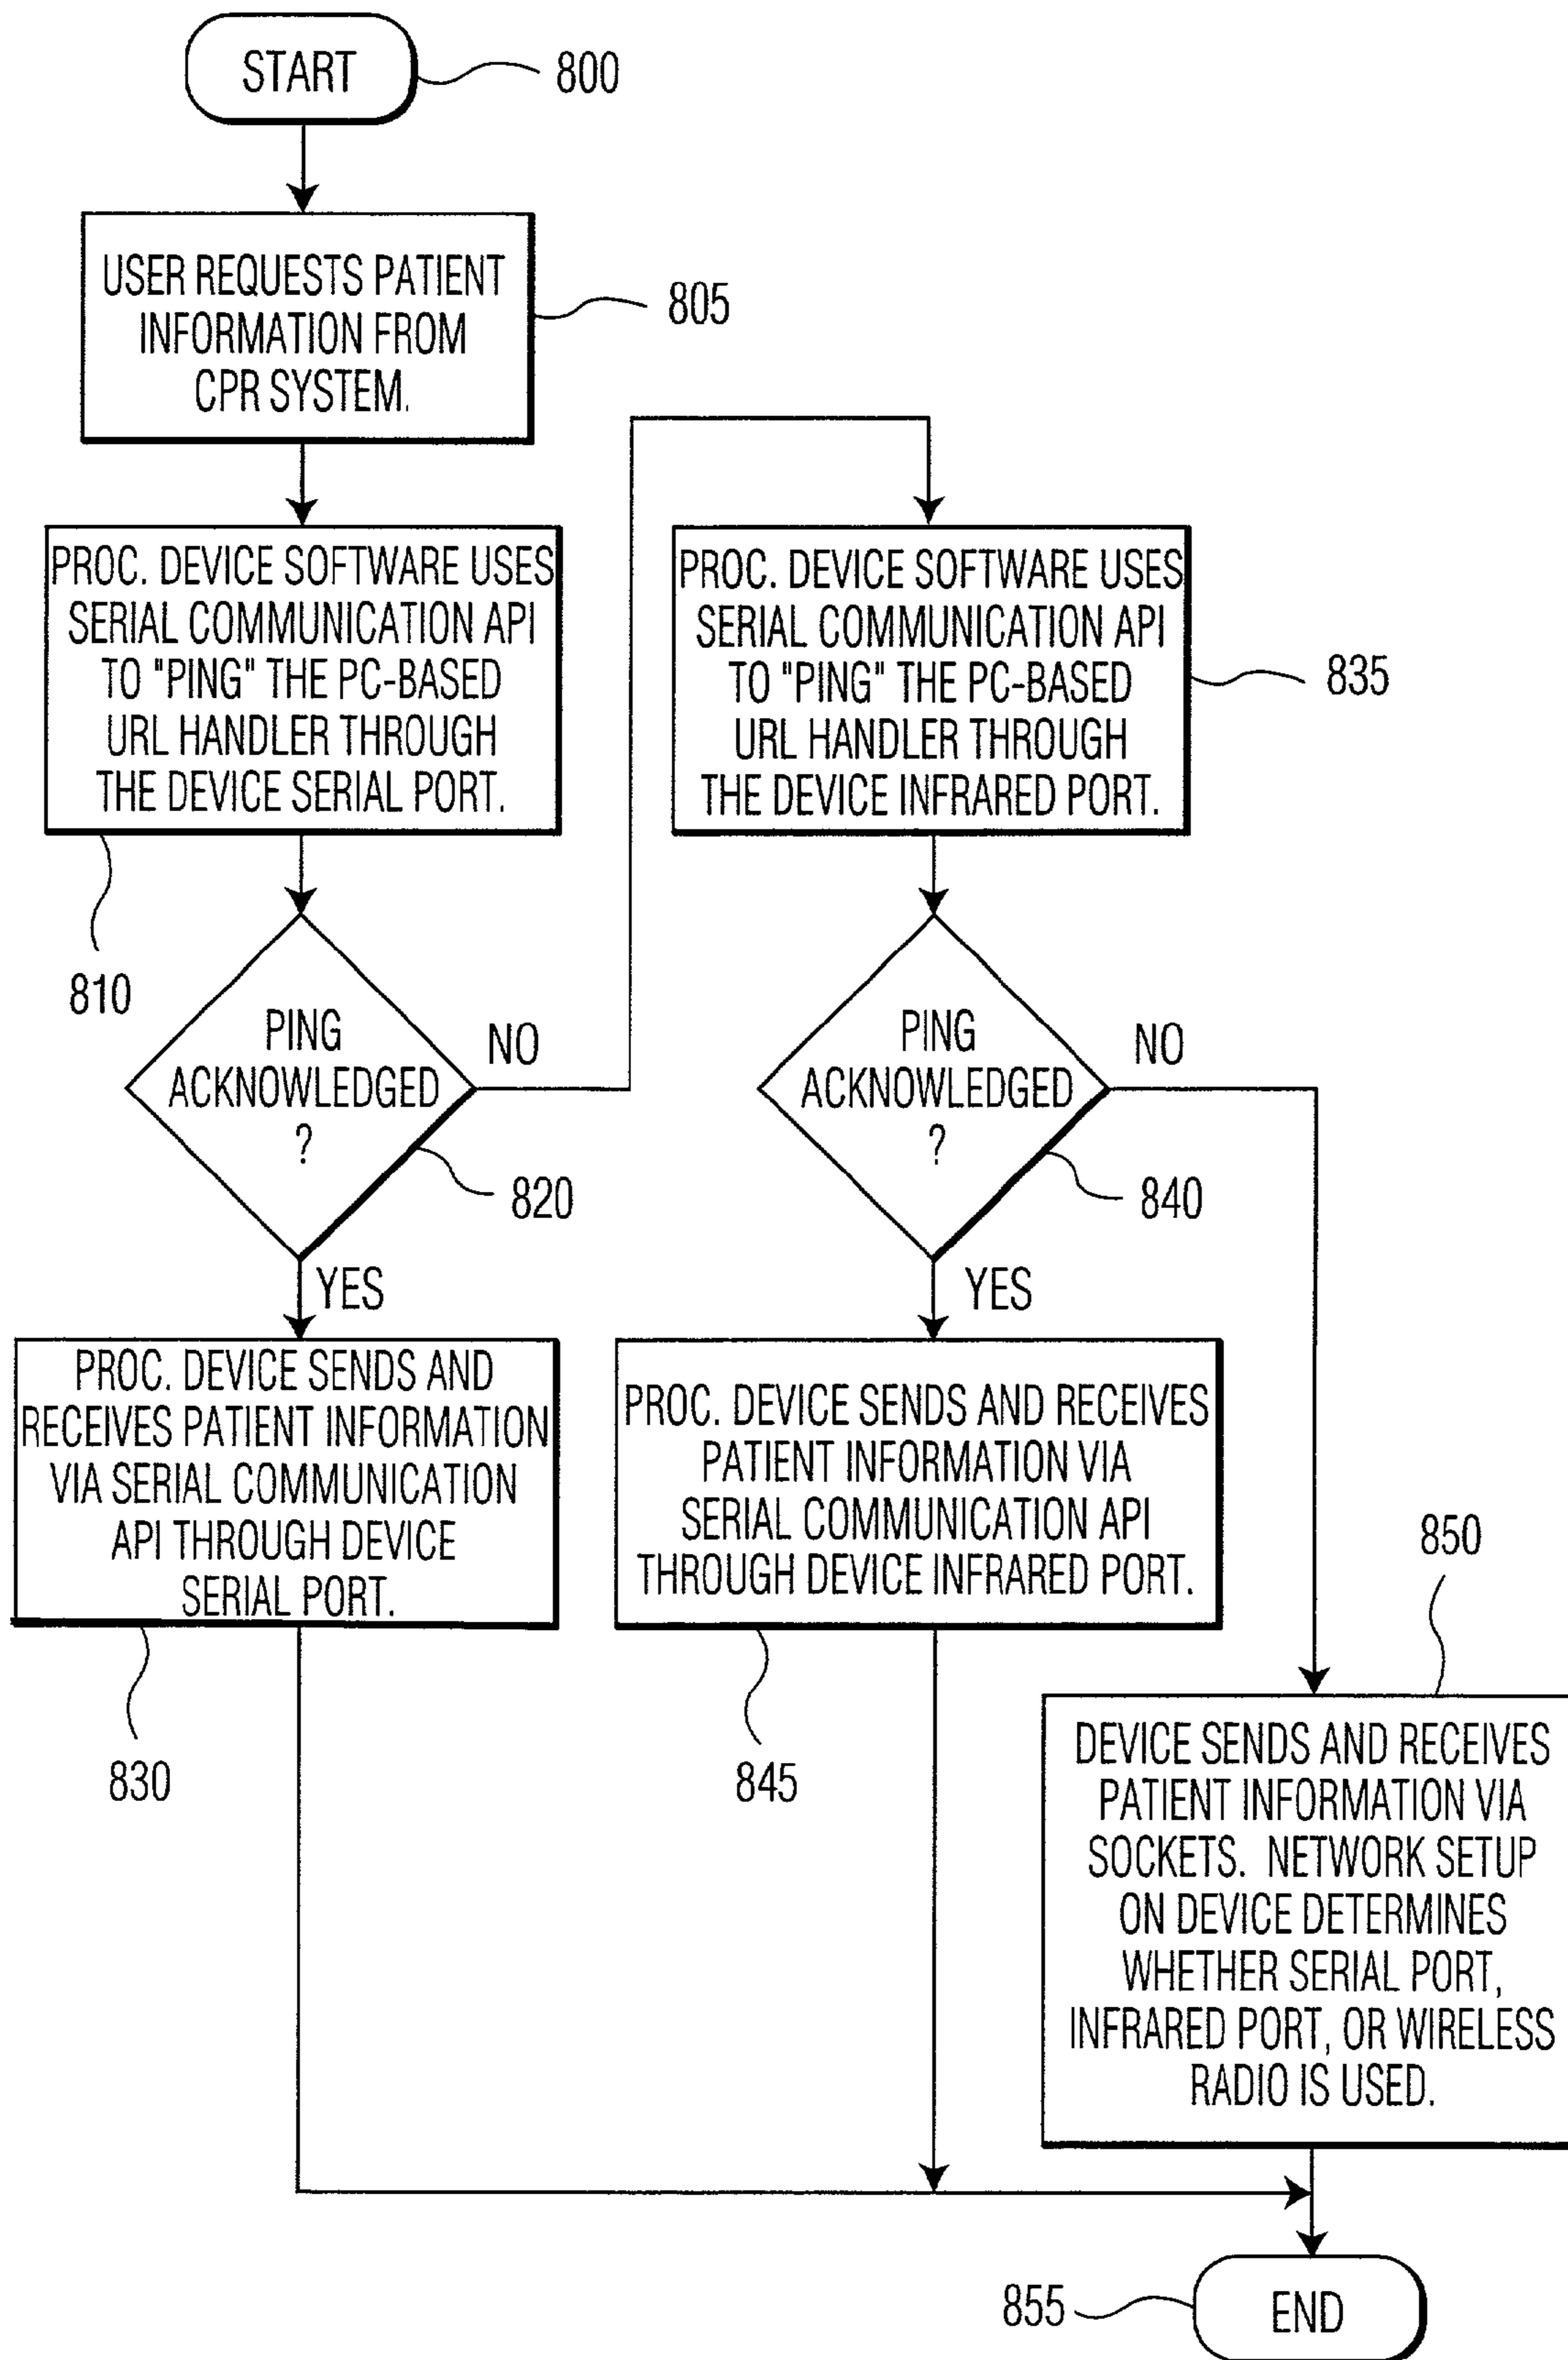 START
800
USER REQUESTS PATIENT
INFORMATION FROM
CPR SYSTEM.
805
PROC. DEVICE SOFTWARE USES
SERIAL COMMUNICATION API
TO "PING" THE PC-BASED
URL HANDLER THROUGH
THE DEVICE SERIAL PORT.
810
PING
ACKNOWLEDGED
?
NO
820
YES
PROC. DEVICE SENDS AND
RECEIVES PATIENT INFORMATION
VIA SERIAL COMMUNICATION
API THROUGH DEVICE
SERIAL PORT.
830
PROC. DEVICE SOFTWARE USES
SERIAL COMMUNICATION API
TO "PING" THE PC-BASED
URL HANDLER THROUGH
THE DEVICE INFRARED PORT.
835
PING
ACKNOWLEDGED
?
NO
840
YES
PROC. DEVICE SENDS AND RECEIVES
PATIENT INFORMATION VIA
SERIAL COMMUNICATION API
THROUGH DEVICE INFRARED PORT.
845
850
DEVICE SENDS AND RECEIVES
PATIENT INFORMATION VIA
SOCKETS. NETWORK SETUP
ON DEVICE DETERMINES
WHETHER SERIAL PORT,
INFRARED PORT, OR WIRELESS
RADIO IS USED.
855
END